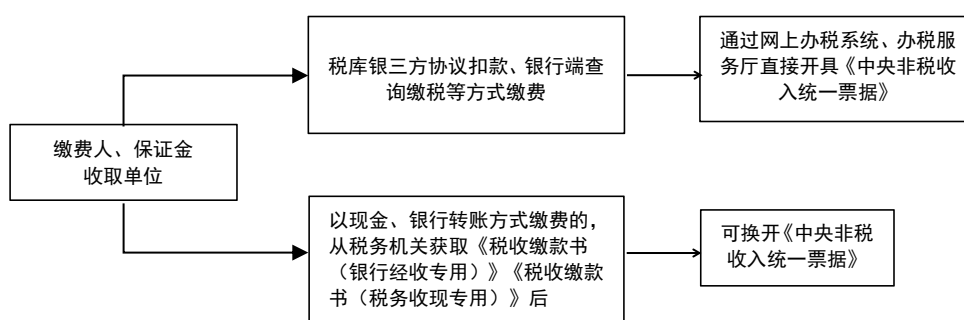 缴费人、保证金
收取单位
税库银三方协议扣款、银行端查
询缴税等方式缴费
通过网上办税系统、办税服
务厅直接开具《中央非税收
入统一票据》
以现金、银行转账方式缴费的，
从税务机关获取《税收缴款书
（银行经收专用）》《税收缴款
书（税务收现专用）》后
可换开《中央非税
收入统一票据》